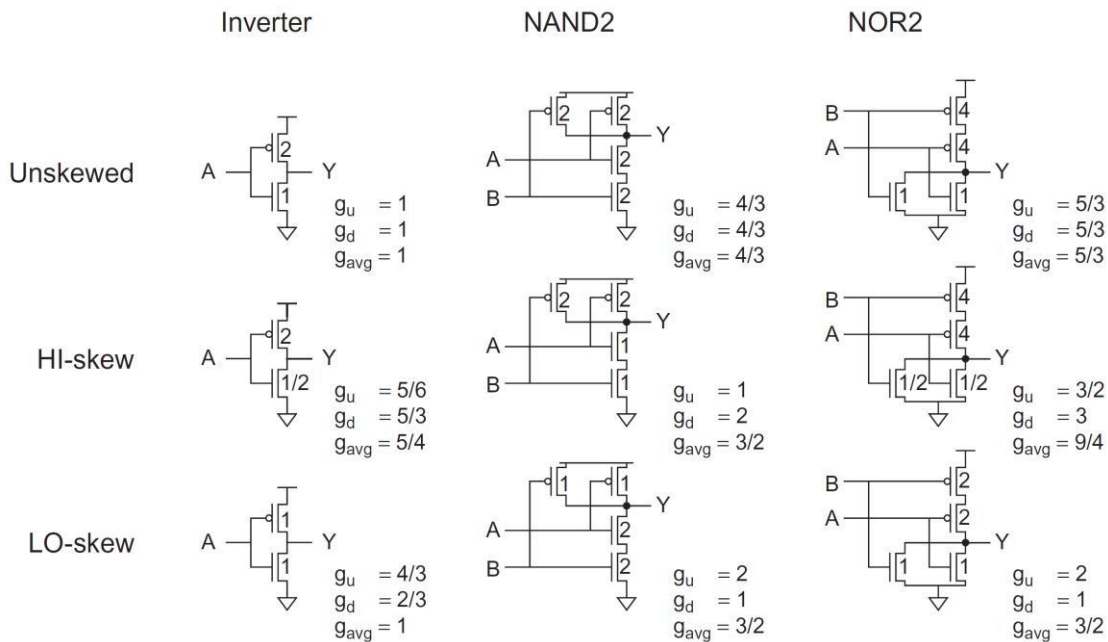 Inverter NAND2 NOR2
Unskewed
A 2 1 Y
g_u = 1
g_d = 1
g_avg = 1
2 2 Y
A 2
B 2
g_u = 4/3
g_d = 4/3
g_avg = 4/3
B 4
A 4
Y
1 1
g_u = 5/3
g_d = 5/3
g_avg = 5/3
HI-skew
A 2 1/2 Y
g_u = 5/6
g_d = 5/3
g_avg = 5/4
2 2 Y
A 1
B 1
g_u = 1
g_d = 2
g_avg = 3/2
B 4
A 4
Y
1/2 1/2
g_u = 3/2
g_d = 3
g_avg = 9/4
LO-skew
A 1 1 Y
g_u = 4/3
g_d = 2/3
g_avg = 1
1 1 Y
A 2
B 2
g_u = 2
g_d = 1
g_avg = 3/2
B 2
A 2
Y
1 1
g_u = 2
g_d = 1
g_avg = 3/2